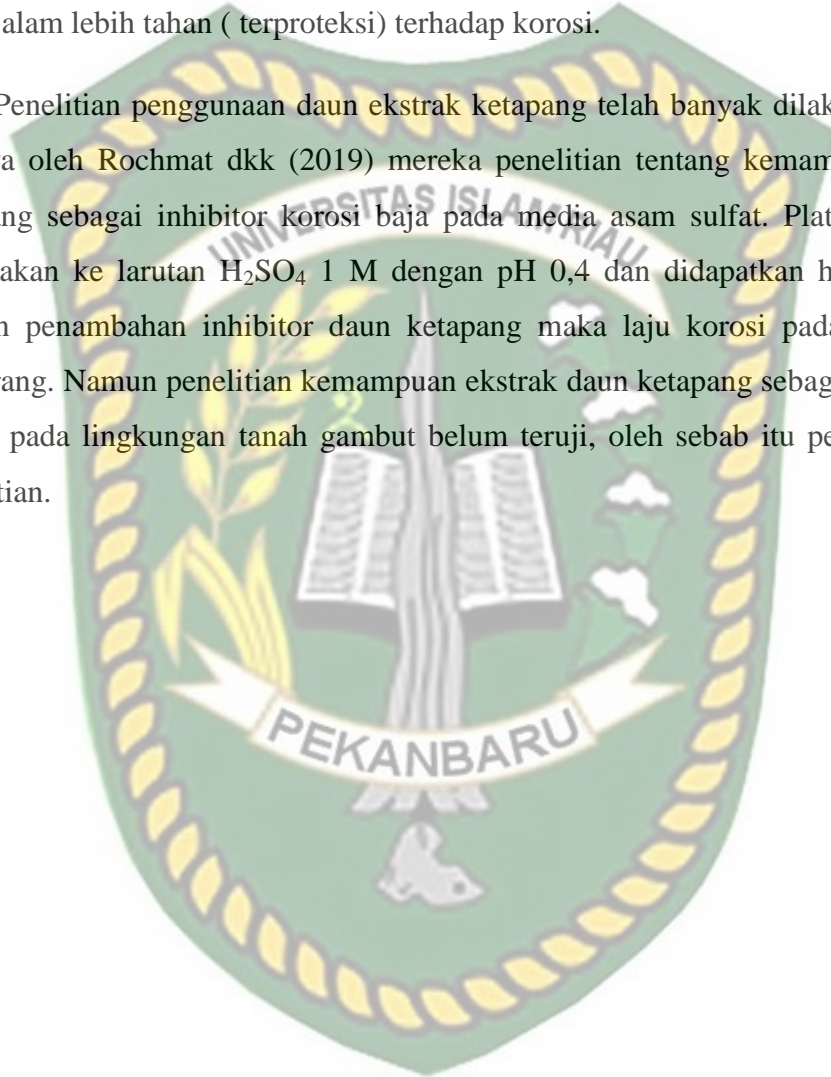 alam lebih tahan ( terproteksi) terhadap korosi.
Penelitian penggunaan daun ekstrak ketapang telah banyak dilak
a oleh Rochmat dkk (2019) mereka penelitian tentang kemam
ng sebagai inhibitor korosi baja pada media asam sulfat. Plat
akan ke larutan H₂SO₄ 1 M dengan pH 0,4 dan didapatkan h
n penambahan inhibitor daun ketapang maka laju korosi pada
rang. Namun penelitian kemampuan ekstrak daun ketapang sebag
pada lingkungan tanah gambut belum teruji, oleh sebab itu pe
tian.
UNIVERSITAS ISLAM RIAU
PEKANBARU